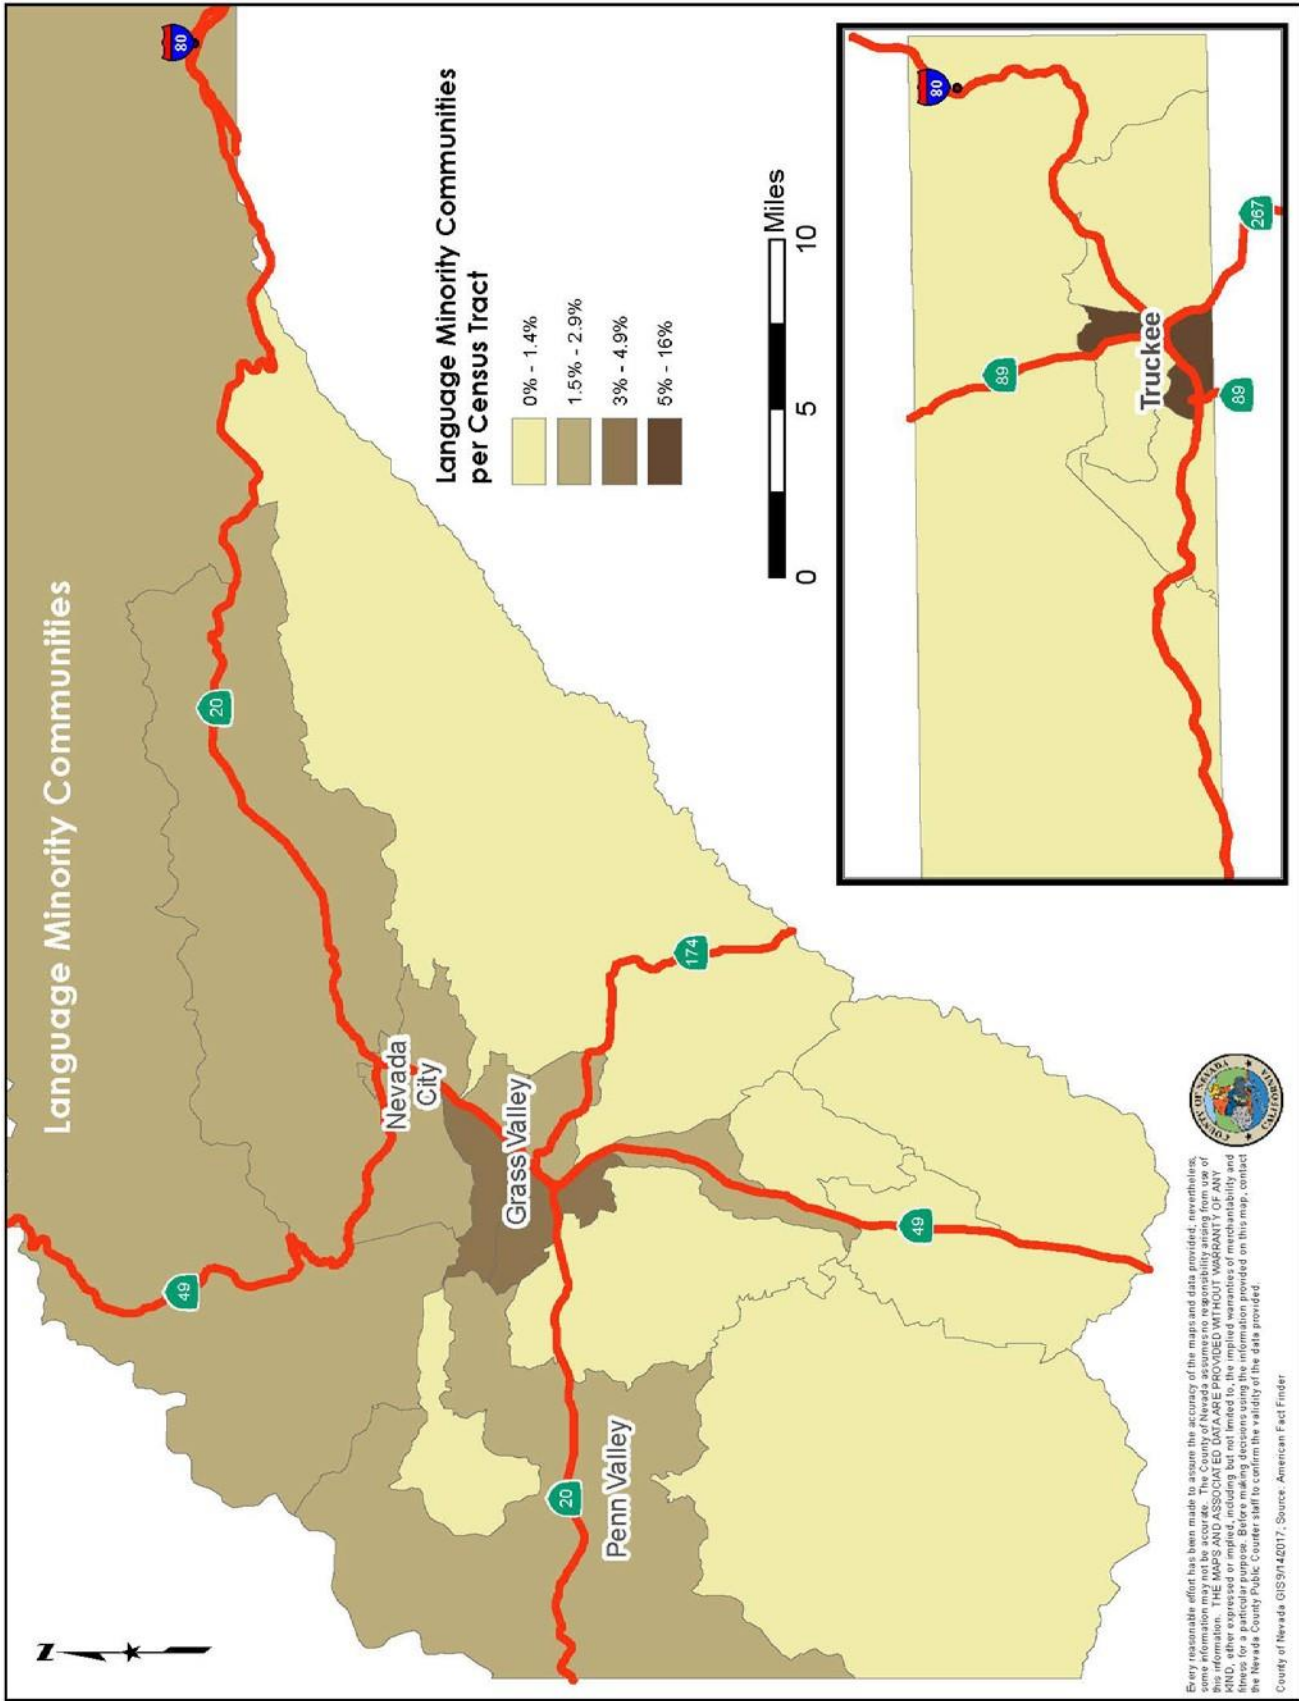 Language Minority Communities
80
20
49
Nevada
City
Grass Valley
174
20
Penn Valley
49
Language Minority Communities
per Census Tract
0% - 1.4%
1.5% - 2.9%
3% - 4.9%
5% - 16%
0 5 10 Miles
80
89
Truckee
89
267
N
COUNTY OF NEVADA
CALIFORNIA
Every reasonable effort has been made to assure the accuracy of the maps and data provided; nevertheless,
some information may not be accurate. The County of Nevada assumes no responsibility arising from use of
this information. THE MAPS AND ASSOCIATED DATA ARE PROVIDED WITHOUT WARRANTY OF ANY
KIND, either expressed or implied, including but not limited to, the implied warranties of merchantability and
fitness for a particular purpose. Before making decisions using the information provided on this map, contact
the Nevada County Public Counter staff to confirm the validity of the data provided.
County of Nevada GIS 9/14/2017; Source: American Fact Finder